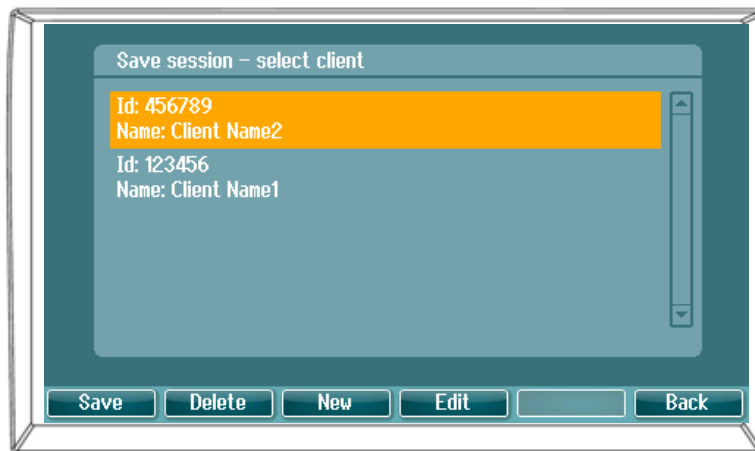 Save session – select client
Id: 456789
Name: Client Name2
Id: 123456
Name: Client Name1
Save Delete New Edit Back